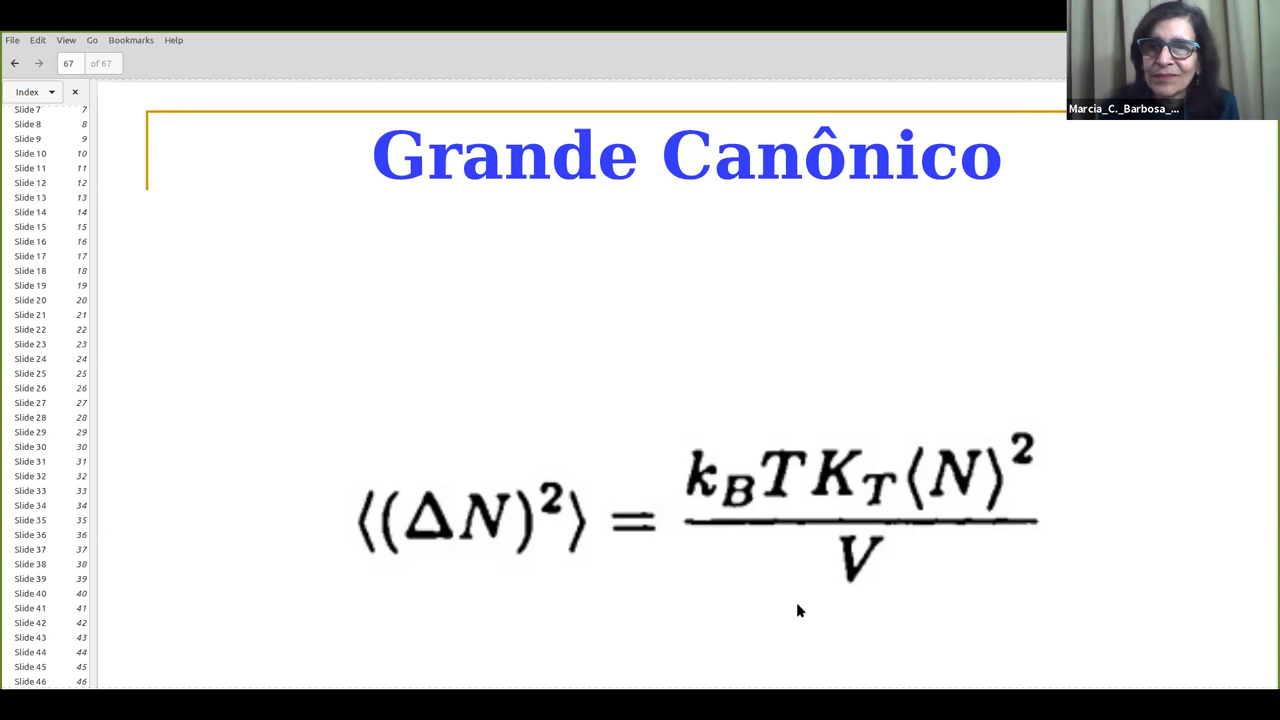 File Edit View Go Bookmarks Help
67 of 67
Index
Slide 7 7
Slide 8 8
Slide 9 9
Slide 10 10
Slide 11 11
Slide 12 12
Slide 13 13
Slide 14 14
Slide 15 15
Slide 16 16
Slide 17 17
Slide 18 18
Slide 19 19
Slide 20 20
Slide 21 21
Slide 22 22
Slide 23 23
Slide 24 24
Slide 25 25
Slide 26 26
Slide 27 27
Slide 28 28
Slide 29 29
Slide 30 30
Slide 31 31
Slide 32 32
Slide 33 33
Slide 34 34
Slide 35 35
Slide 36 36
Slide 37 37
Slide 38 38
Slide 39 39
Slide 40 40
Slide 41 41
Slide 42 42
Slide 43 43
Slide 44 44
Slide 45 45
Slide 46 46
Marcia_C._Barbosa_...
Grande Canônico
⟨(ΔN)²⟩ = k_B T K_T ⟨N⟩² / V